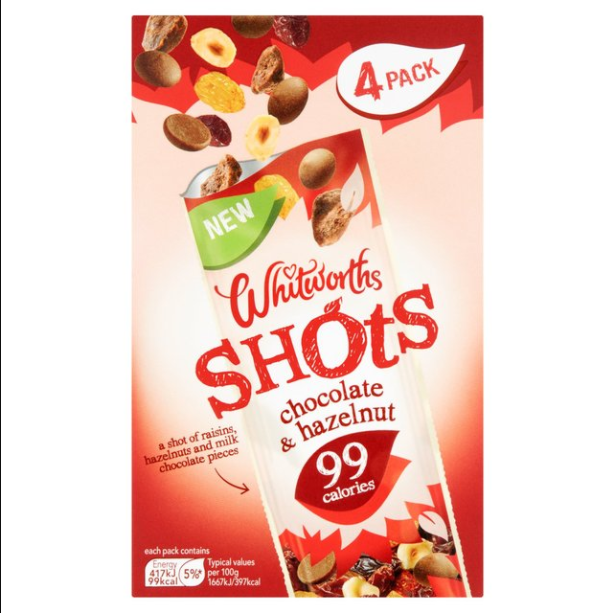 4 PACK
NEW
Whitworths
SHOtS
chocolate
& hazelnut
99
calories
a shot of raisins,
hazelnuts and milk
chocolate pieces
each pack contains
Energy
417kJ
99kcal
5%*
Typical values
per 100g
1667kJ/397kcal